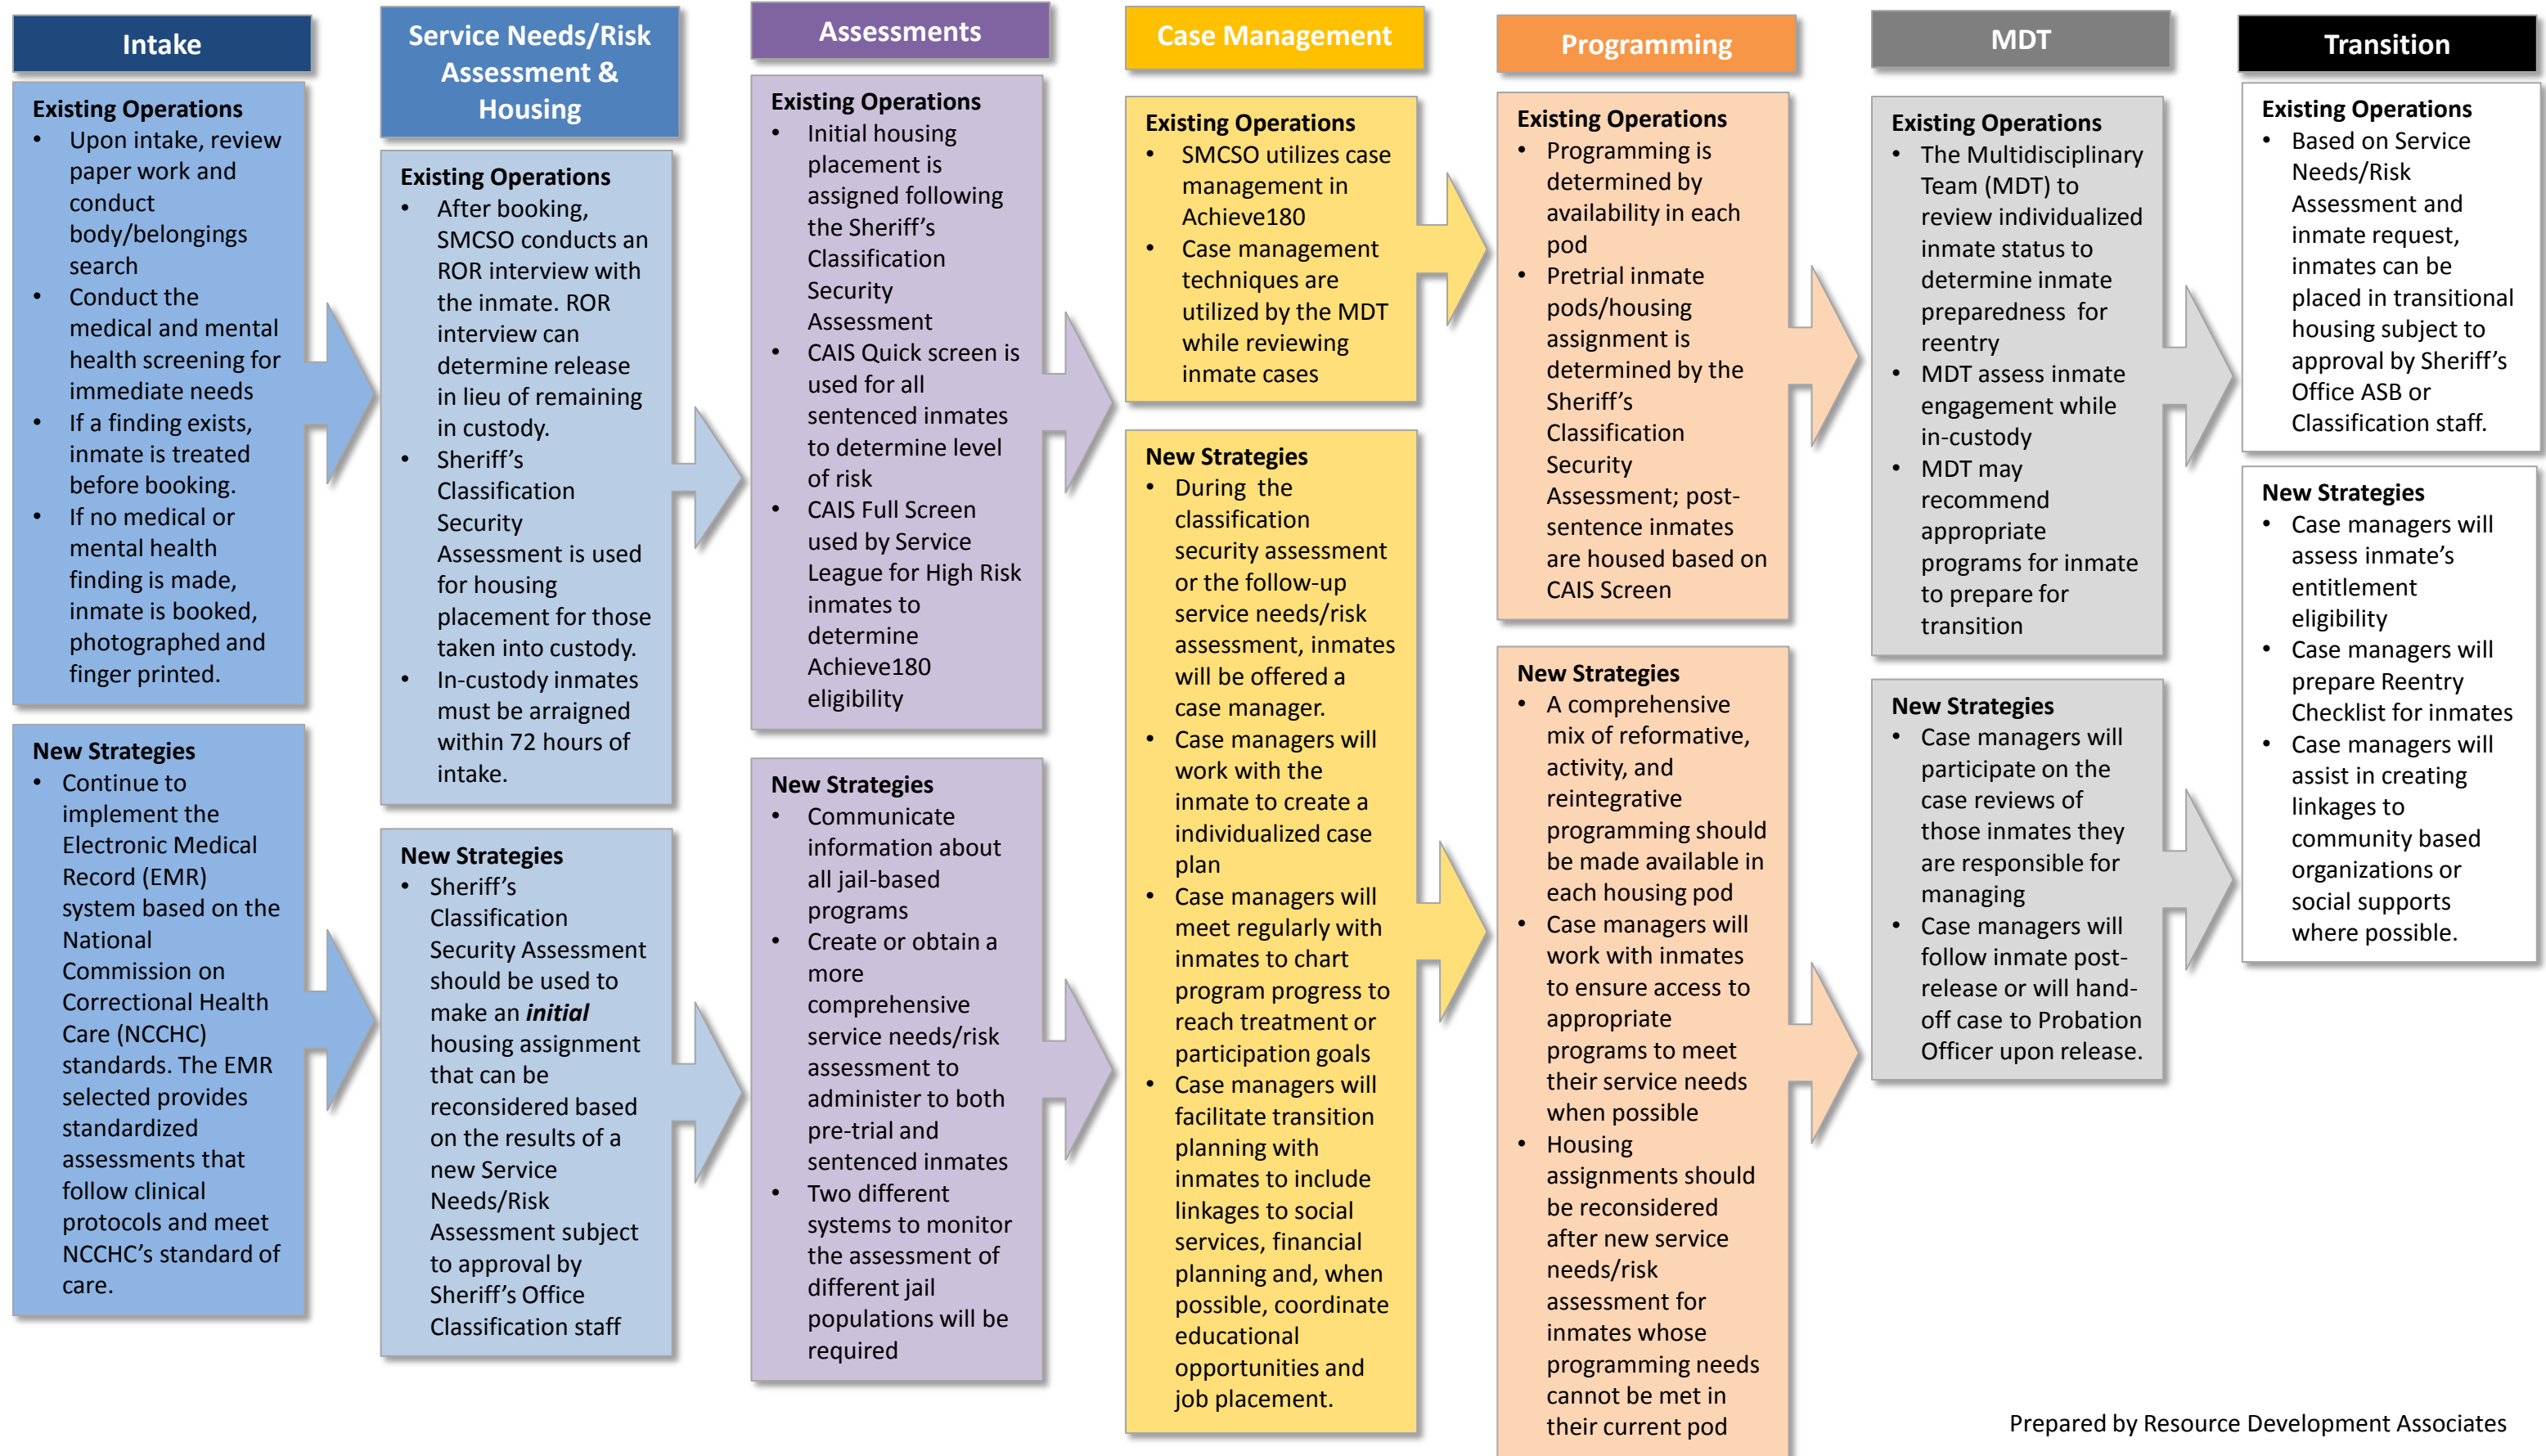 Intake
Existing Operations
• Upon intake, review
paper work and
conduct
body/belongings
search
• Conduct the
medical and mental
health screening for
immediate needs
• If a finding exists,
inmate is treated
before booking.
• If no medical or
mental health
finding is made,
inmate is booked,
photographed and
finger printed.
New Strategies
• Continue to
implement the
Electronic Medical
Record (EMR)
system based on the
National
Commission on
Correctional Health
Care (NCCHC)
standards. The EMR
selected provides
standardized
assessments that
follow clinical
protocols and meet
NCCHC’s standard of
care.
Service Needs/Risk
Assessment &
Housing
Existing Operations
• After booking,
SMCSO conducts an
ROR interview with
the inmate. ROR
interview can
determine release
in lieu of remaining
in custody.
• Sheriff’s
Classification
Security
Assessment is used
for housing
placement for those
taken into custody.
• In-custody inmates
must be arraigned
within 72 hours of
intake.
New Strategies
• Sheriff’s
Classification
Security Assessment
should be used to
make an initial
housing assignment
that can be
reconsidered based
on the results of a
new Service
Needs/Risk
Assessment subject
to approval by
Sheriff’s Office
Classification staff
Assessments
Existing Operations
• Initial housing
placement is
assigned following
the Sheriff’s
Classification
Security
Assessment
• CAIS Quick screen is
used for all
sentenced inmates
to determine level
of risk
• CAIS Full Screen
used by Service
League for High Risk
inmates to
determine
Achieve180
eligibility
New Strategies
• Communicate
information about
all jail-based
programs
• Create or obtain a
more
comprehensive
service needs/risk
assessment to
administer to both
pre-trial and
sentenced inmates
• Two different
systems to monitor
the assessment of
different jail
populations will be
required
Case Management
Existing Operations
• SMCSO utilizes case
management in
Achieve180
• Case management
techniques are
utilized by the MDT
while reviewing
inmate cases
New Strategies
• During the
classification
security assessment
or the follow-up
service needs/risk
assessment, inmates
will be offered a
case manager.
• Case managers will
work with the
inmate to create a
individualized case
plan
• Case managers will
meet regularly with
inmates to chart
program progress to
reach treatment or
participation goals
• Case managers will
facilitate transition
planning with
inmates to include
linkages to social
services, financial
planning and, when
possible, coordinate
educational
opportunities and
job placement.
Programming
Existing Operations
• Programming is
determined by
availability in each
pod
• Pretrial inmate
pods/housing
assignment is
determined by the
Sheriff’s
Classification
Security
Assessment; post-
sentence inmates
are housed based on
CAIS Screen
New Strategies
• A comprehensive
mix of reformative,
activity, and
reintegrative
programming should
be made available in
each housing pod
• Case managers will
work with inmates
to ensure access to
appropriate
programs to meet
their service needs
when possible
• Housing
assignments should
be reconsidered
after new service
needs/risk
assessment for
inmates whose
programming needs
cannot be met in
their current pod
MDT
Existing Operations
• The Multidisciplinary
Team (MDT) to
review individualized
inmate status to
determine inmate
preparedness for
reentry
• MDT assess inmate
engagement while
in-custody
• MDT may
recommend
appropriate
programs for inmate
to prepare for
transition
New Strategies
• Case managers will
participate on the
case reviews of
those inmates they
are responsible for
managing
• Case managers will
follow inmate post-
release or will hand-
off case to Probation
Officer upon release.
Transition
Existing Operations
• Based on Service
Needs/Risk
Assessment and
inmate request,
inmates can be
placed in transitional
housing subject to
approval by Sheriff’s
Office ASB or
Classification staff.
New Strategies
• Case managers will
assess inmate’s
entitlement
eligibility
• Case managers will
prepare Reentry
Checklist for inmates
• Case managers will
assist in creating
linkages to
community based
organizations or
social supports
where possible.
Prepared by Resource Development Associates